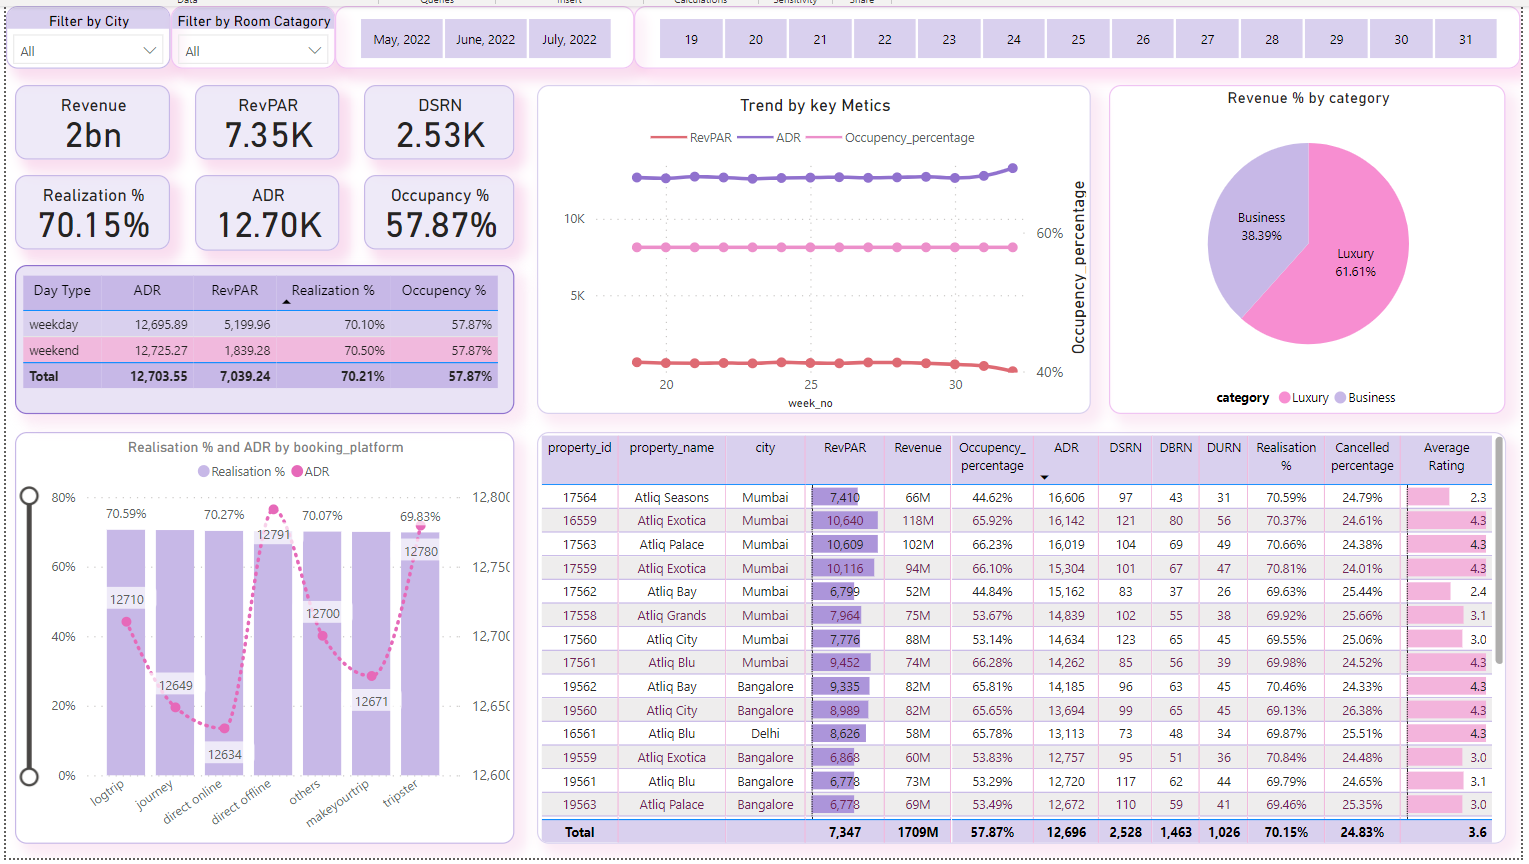 Data Queries Insert Calculations Sensitivity Share
Filter by City
All
Filter by Room Catagory
All
May, 2022 June, 2022 July, 2022
19 20 21 22 23 24 25 26 27 28 29 30 31
Revenue
2bn
RevPAR
7.35K
DSRN
2.53K
Realization %
70.15%
ADR
12.70K
Occupancy %
57.87%
Day Type ADR RevPAR Realization % Occupency %
weekday 12,695.89 5,199.96 70.10% 57.87%
weekend 12,725.27 1,839.28 70.50% 57.87%
Total 12,703.55 7,039.24 70.21% 57.87%
Trend by key Metics
RevPAR ADR Occupency_percentage
10K
5K
60%
40%
Occupency_percentage
20 25 30
week_no
Revenue % by category
Business
38.39%
Luxury
61.61%
category Luxury Business
Realisation % and ADR by booking_platform
Realisation % ADR
80%
60%
40%
20%
0%
70.59% 70.27% 70.07% 69.83%
12710 12649 12634 12791 12700 12671 12780
12,800
12,750
12,700
12,650
12,600
logtrip journey direct online direct offline others makeyourtrip tripster
property_id property_name city RevPAR Revenue Occupency_percentage ADR DSRN DBRN DURN Realisation % Cancelled percentage Average Rating
17564 Atliq Seasons Mumbai 7,410 66M 44.62% 16,606 97 43 31 70.59% 24.79% 2.3
16559 Atliq Exotica Mumbai 10,640 118M 65.92% 16,142 121 80 56 70.37% 24.61% 4.3
17563 Atliq Palace Mumbai 10,609 102M 66.23% 16,019 104 69 49 70.66% 24.38% 4.3
17559 Atliq Exotica Mumbai 10,116 94M 66.10% 15,304 101 67 47 70.81% 24.01% 4.3
17562 Atliq Bay Mumbai 6,799 52M 44.84% 15,162 83 37 26 69.63% 25.44% 2.4
17558 Atliq Grands Mumbai 7,964 75M 53.67% 14,839 102 55 38 69.92% 25.66% 3.1
17560 Atliq City Mumbai 7,776 88M 53.14% 14,634 123 65 45 69.55% 25.06% 3.0
17561 Atliq Blu Mumbai 9,452 74M 66.28% 14,262 85 56 39 69.98% 24.52% 4.3
19562 Atliq Bay Bangalore 9,335 82M 65.81% 14,185 96 63 45 70.46% 24.33% 4.3
19560 Atliq City Bangalore 8,989 82M 65.65% 13,694 99 65 45 69.13% 26.38% 4.3
16561 Atliq Blu Delhi 8,626 58M 65.78% 13,113 73 48 34 69.87% 25.51% 4.3
19559 Atliq Exotica Bangalore 6,868 60M 53.83% 12,757 95 51 36 70.84% 24.48% 3.0
19561 Atliq Blu Bangalore 6,778 73M 53.29% 12,720 117 62 44 69.79% 24.65% 3.1
19563 Atliq Palace Bangalore 6,778 69M 53.49% 12,672 110 59 41 69.46% 25.35% 3.0
Total 7,347 1709M 57.87% 12,696 2,528 1,463 1,026 70.15% 24.83% 3.6